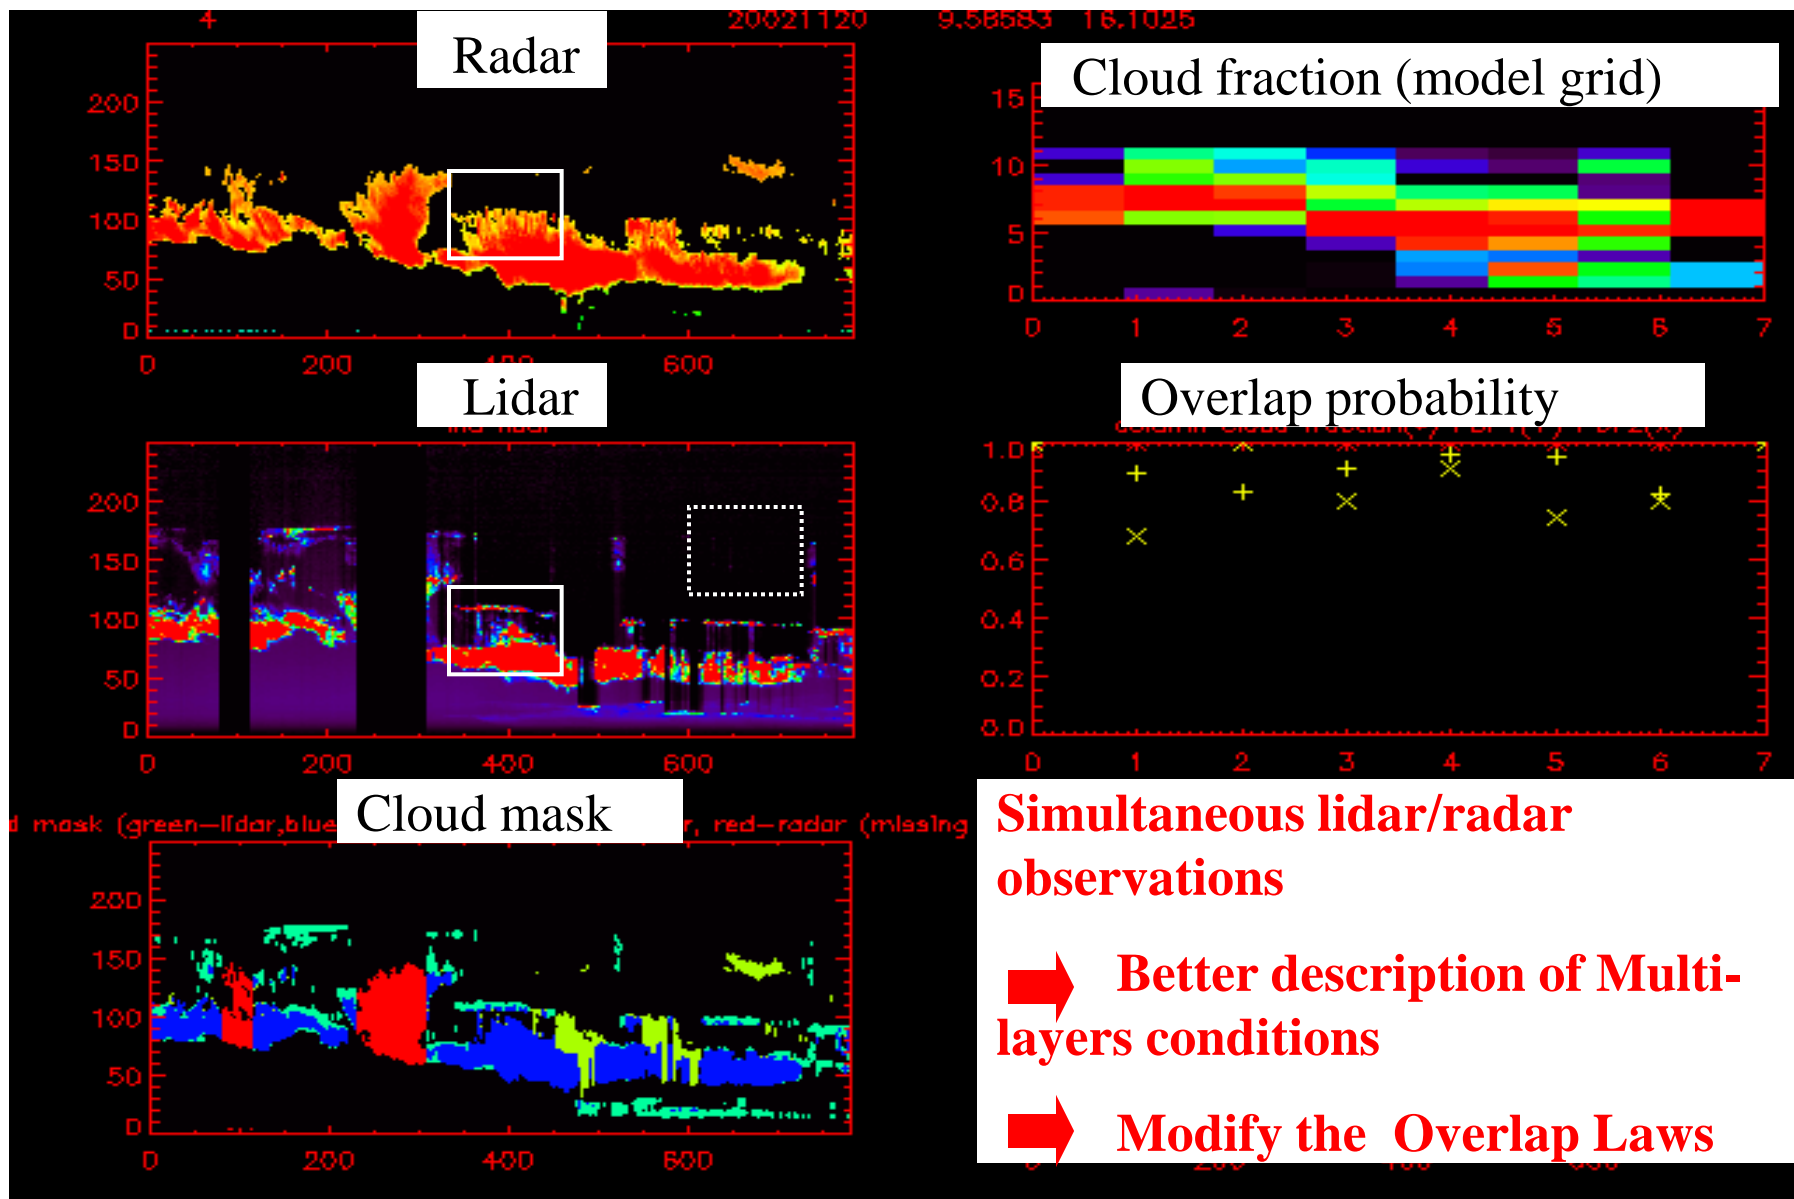 4 20021120 9.58583 16.1025
Radar
200
150
100
50
0
0 200 400 600
Cloud fraction (model grid)
15
10
5
0
0 1 2 3 4 5 6 7
Lidar
200
150
100
50
0
0 200 400 600
Overlap probability
1.0
0.8
0.6
0.4
0.2
0.0
0 1 2 3 4 5 6 7
Cloud mask
d mask (green-lidar,blue , red-radar (missing
200
150
100
50
0
0 200 400 600
Simultaneous lidar/radar
observations
Better description of Multi-
layers conditions
Modify the Overlap Laws